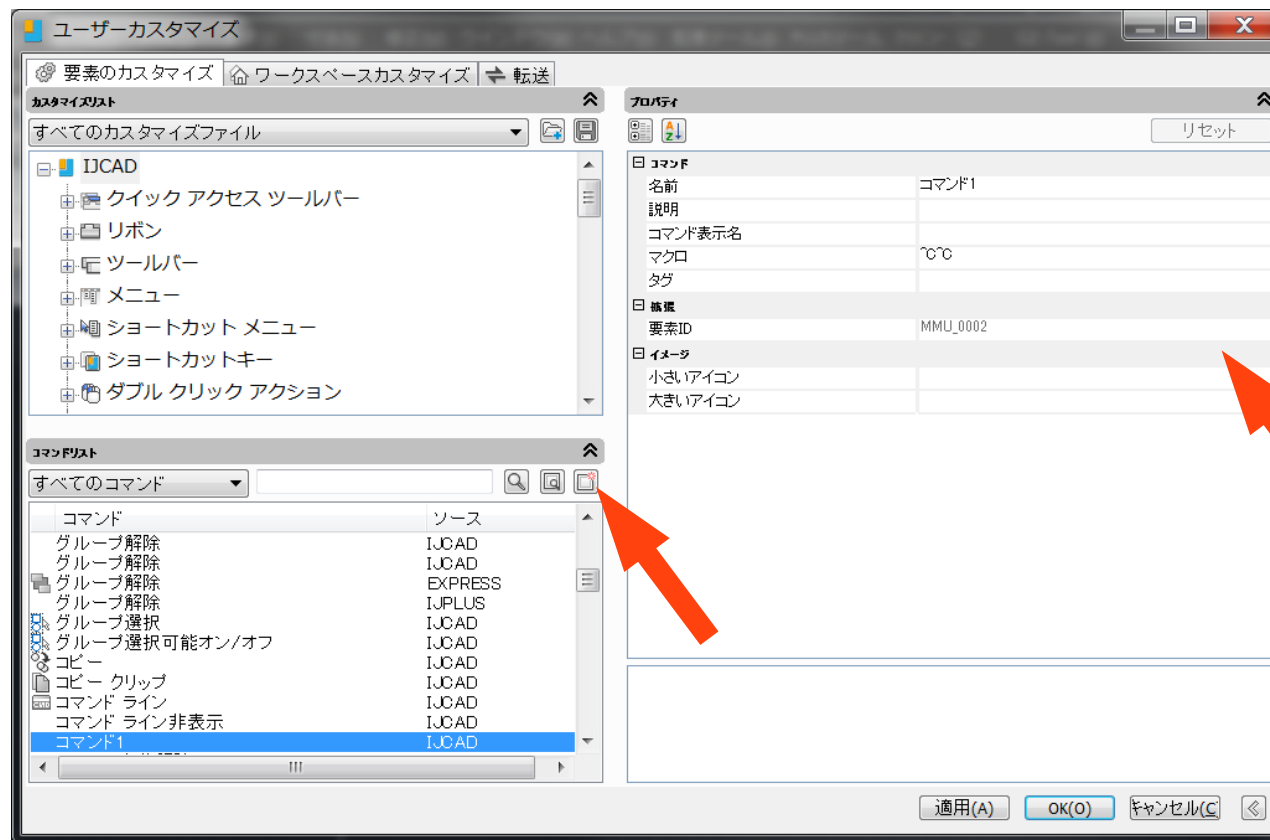 ユーザーカスタマイズ
要素のカスタマイズ ワークスペースカスタマイズ 転送
カスタマイズリスト
すべてのカスタマイズファイル
IJCAD
クイック アクセス ツールバー
リボン
ツールバー
メニュー
ショートカット メニュー
ショートカットキー
ダブル クリック アクション
コマンドリスト
すべてのコマンド
コマンド ソース
グループ解除 IJCAD
グループ解除 IJCAD
グループ解除 EXPRESS
グループ解除 IJPLUS
グループ選択 IJCAD
グループ選択可能オン/オフ IJCAD
コピー IJCAD
コピー クリップ IJCAD
コマンド ライン IJCAD
コマンド ライン非表示 IJCAD
コマンド1 IJCAD
プロパティ
リセット
コマンド
名前 コマンド1
説明
コマンド表示名
マクロ ^C^C
タグ
拡張
要素ID MMU_0002
イメージ
小さいアイコン
大きいアイコン
適用(A) OK(O) キャンセル(C